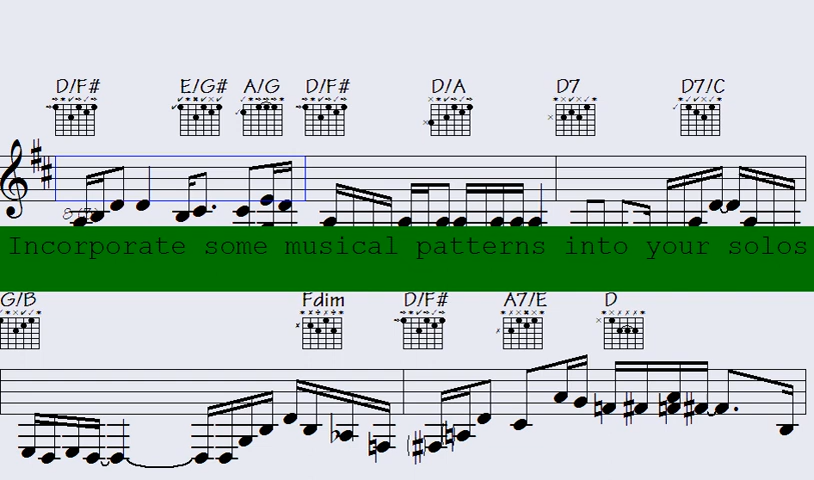 D/F# E/G# A/G D/F# D/A D7 D7/C
Incorporate some musical patterns into your solos
G/B Fdim D/F# A7/E D